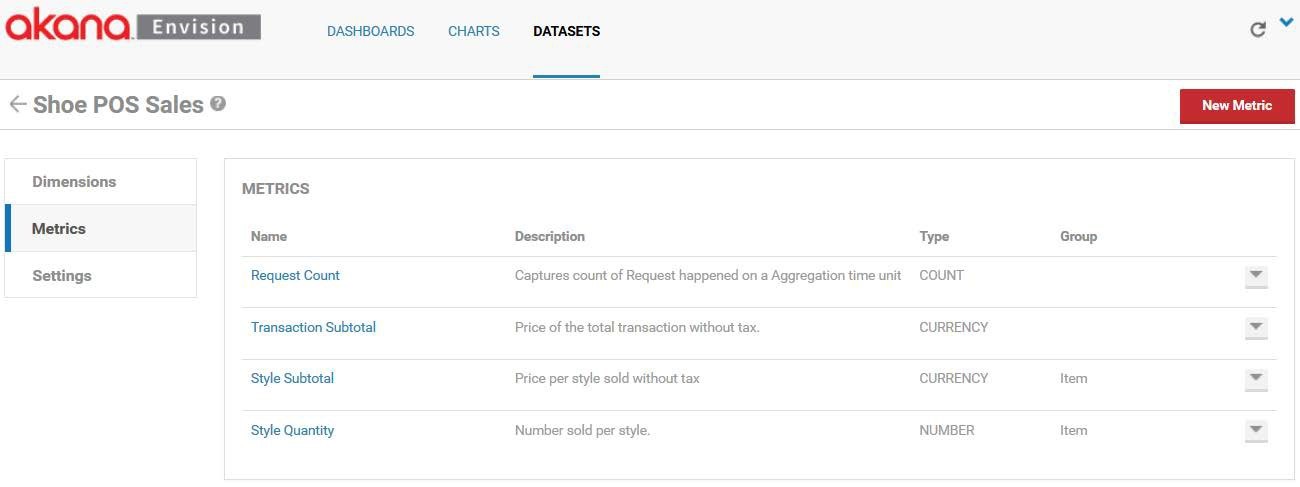 akana Envision
DASHBOARDS CHARTS DATASETS
Shoe POS Sales ?
New Metric
Dimensions
Metrics
Settings
METRICS
Name Description Type Group
Request Count Captures count of Request happened on a Aggregation time unit COUNT
Transaction Subtotal Price of the total transaction without tax. CURRENCY
Style Subtotal Price per style sold without tax CURRENCY Item
Style Quantity Number sold per style. NUMBER Item